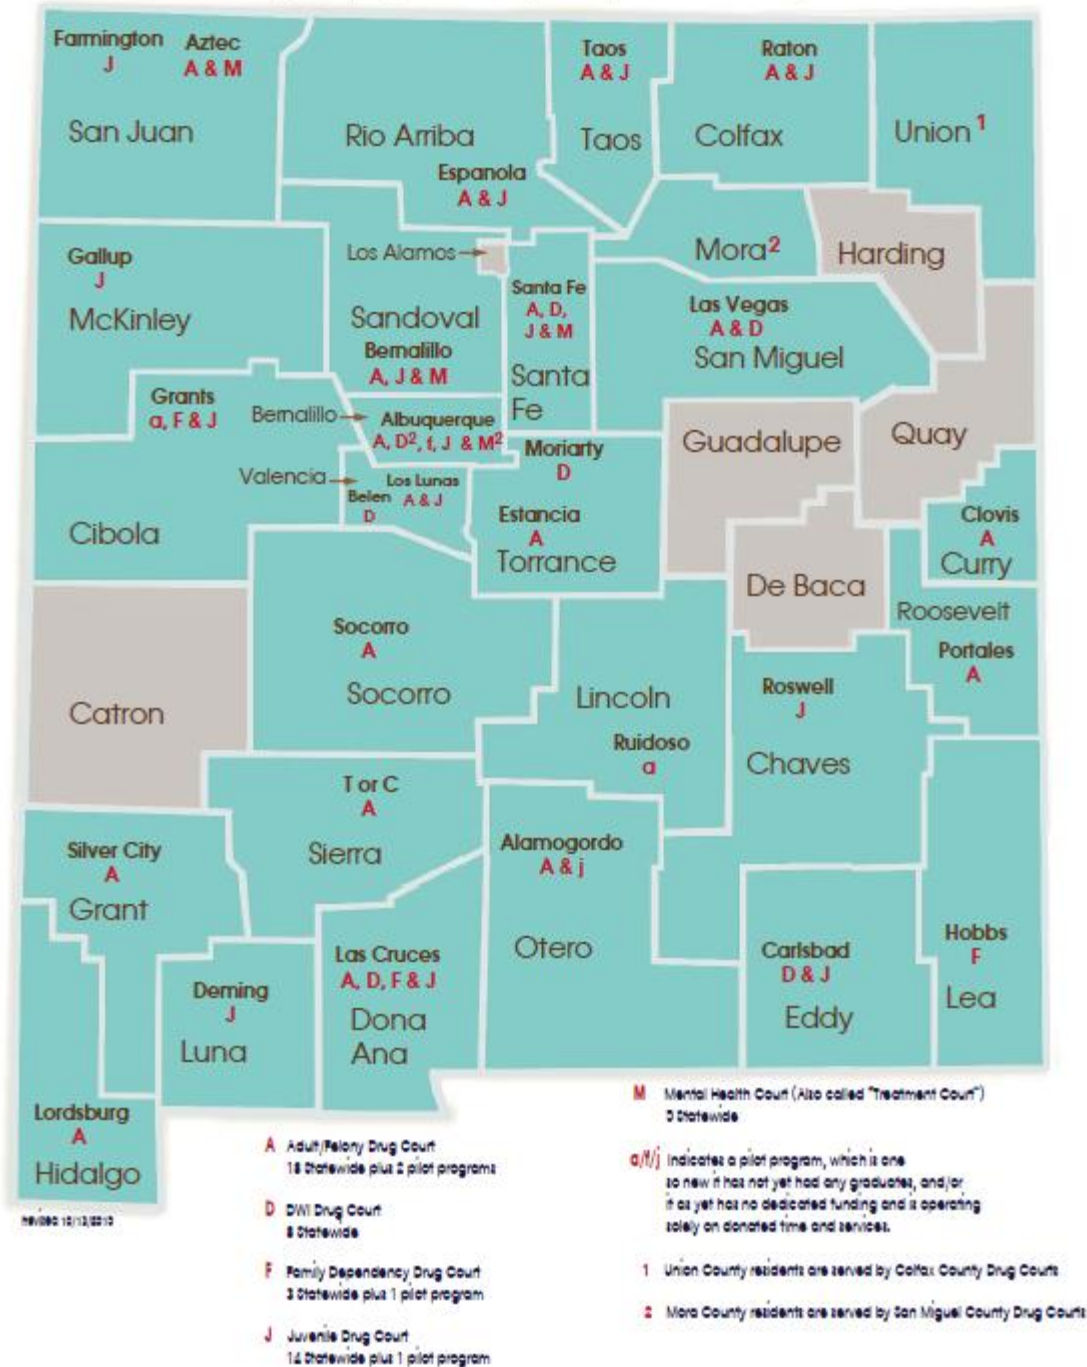 Farmington
J
Aztec
A & M
San Juan
Rio Arriba
Espanola
A & J
Taos
A & J
Taos
Raton
A & J
Colfax
Union 1
Gallup
J
McKinley
Los Alamos
Sandoval
Bernalillo
A, J & M
Santa Fe
A, D,
J & M
Santa
Fe
Mora 2
Harding
Las Vegas
A & D
San Miguel
Grants
a, F & J
Bernalillo
Albuquerque
A, D2, f, J & M2
Guadalupe
Quay
Valencia
Belen
D
Los Lunas
A & J
Moriarty
D
Estancia
A
Torrance
Cibola
Clovis
A
Curry
De Baca
Roosevelt
Portales
A
Catron
Socorro
A
Socorro
Lincoln
Ruidoso
a
Roswell
J
Chaves
T or C
A
Sierra
Silver City
A
Grant
Alamogordo
A & j
Otero
Las Cruces
A, D, F & J
Dona
Ana
Deming
J
Luna
Carlsbad
D & J
Eddy
Hobbs
F
Lea
Lordsburg
A
Hidalgo
A Adult/Felony Drug Court
Statewide plus 2 pilot programs
D DWI Drug Court
Statewide
F Family Dependency Drug Court
3 Statewide plus 1 pilot program
J Juvenile Drug Court
14 Statewide plus 1 pilot program
M Mental Health Court (Also called "Treatment Court")
Statewide
a/f/j Indicates a pilot program, which is one
so new it has not yet had any graduates, and/or
it as yet has no dedicated funding and is operating
solely on donated time and services.
1 Union County residents are served by Colfax County Drug Courts
2 Mora County residents are served by San Miguel County Drug Courts